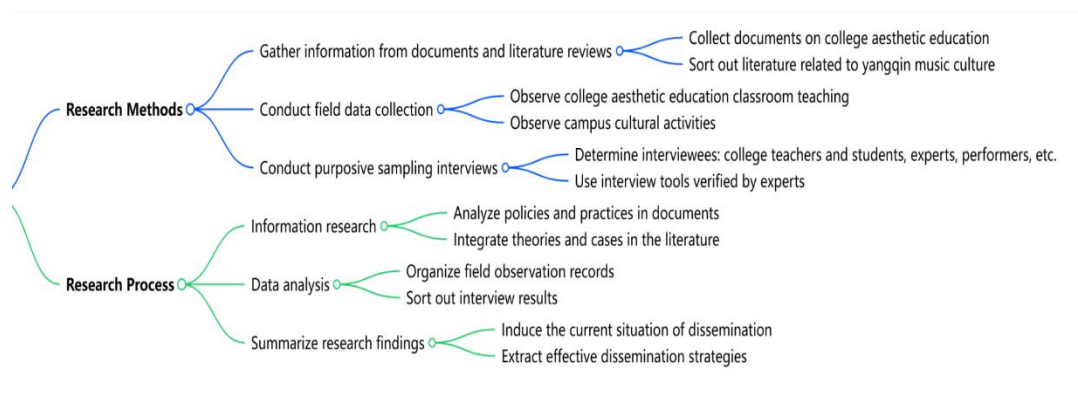 Research Methods
Gather information from documents and literature reviews
Collect documents on college aesthetic education
Sort out literature related to yangqin music culture
Conduct field data collection
Observe college aesthetic education classroom teaching
Observe campus cultural activities
Conduct purposive sampling interviews
Determine interviewees: college teachers and students, experts, performers, etc.
Use interview tools verified by experts
Research Process
Information research
Analyze policies and practices in documents
Integrate theories and cases in the literature
Data analysis
Organize field observation records
Sort out interview results
Summarize research findings
Induce the current situation of dissemination
Extract effective dissemination strategies